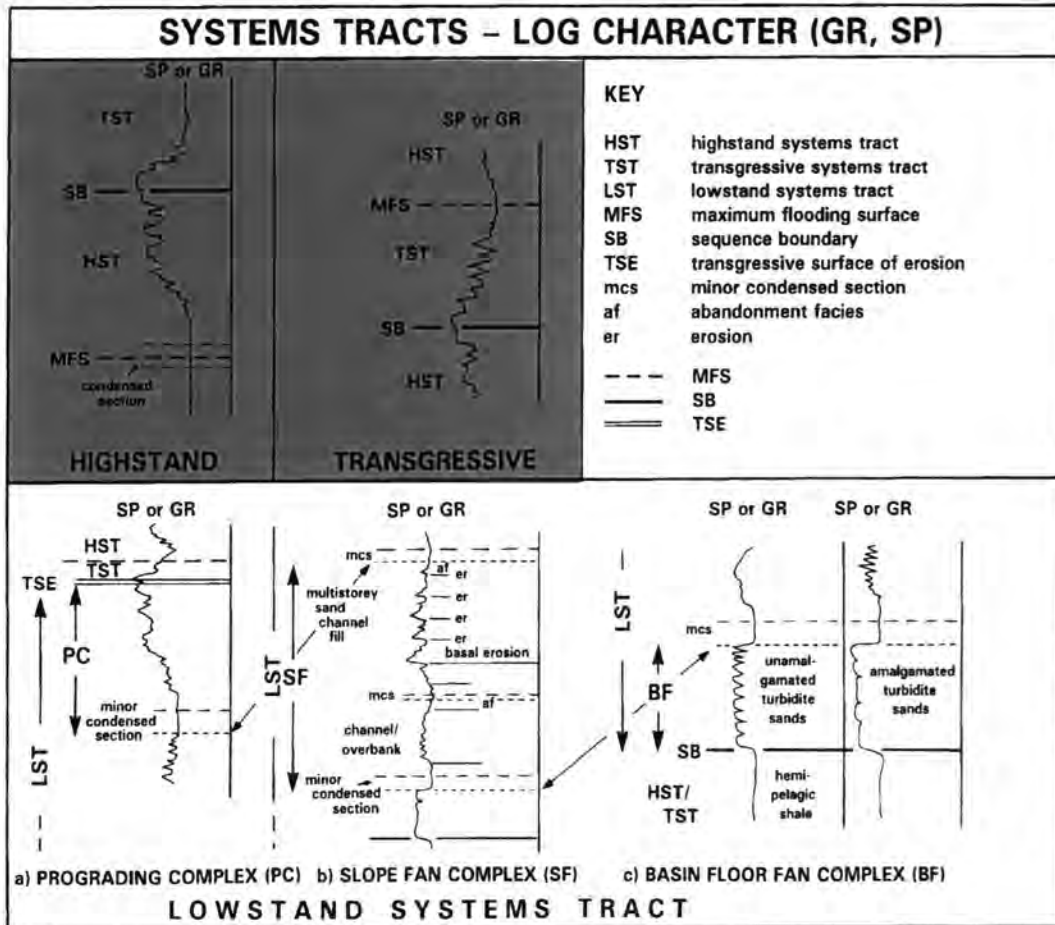 SYSTEMS TRACTS – LOG CHARACTER (GR, SP)
SP or GR
TST
SB
HST
MFS
condensed
section
HIGHSTAND
SP or GR
HST
MFS
TST
SB
HST
TRANSGRESSIVE
KEY
HST highstand systems tract
TST transgressive systems tract
LST lowstand systems tract
MFS maximum flooding surface
SB sequence boundary
TSE transgressive surface of erosion
mcs minor condensed section
af abandonment facies
er erosion
MFS
SB
TSE
SP or GR
HST
TST
TSE
PC
minor
condensed
section
LST
a) PROGRADING COMPLEX (PC)
SP or GR
mcs
af
er
multistorey
sand
channel
fill
er
er
er
basal erosion
LST
SF
mcs
af
channel/
overbank
minor
condensed
section
b) SLOPE FAN COMPLEX (SF)
SP or GR
SP or GR
LST
mcs
BF
unamal-
gamated
turbidite
sands
amalgamated
turbidite
sands
SB
HST/
TST
hemi-
pelagic
shale
c) BASIN FLOOR FAN COMPLEX (BF)
LOWSTAND SYSTEMS TRACT